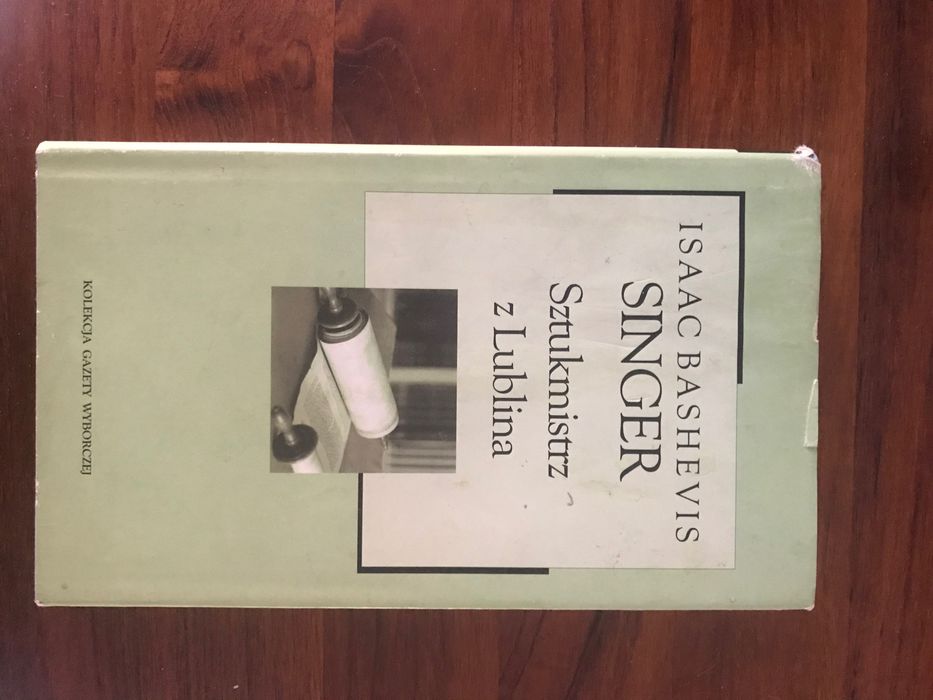 ISAAC BASHEVIS
SINGER
Sztukmistrz
z Lublina
KOLEKCJA GAZETY WYBORCZEJ